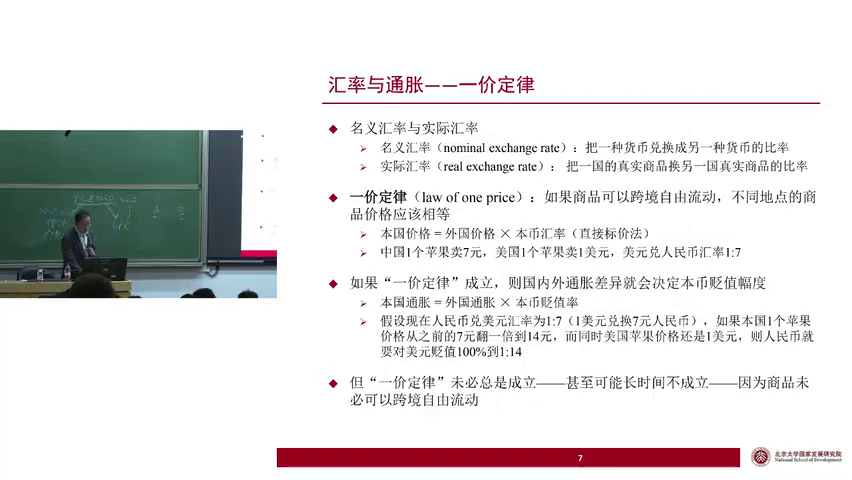 汇率与通胀——一价定律
名义汇率与实际汇率
名义汇率（nominal exchange rate）：把一种货币兑换成另一种货币的比率
实际汇率（real exchange rate）： 把一国的真实商品换另一国真实商品的比率
一价定律（law of one price）：如果商品可以跨境自由流动，不同地点的商
品价格应该相等
本国价格 = 外国价格 × 本币汇率（直接标价法）
中国1个苹果卖7元，美国1个苹果卖1美元，美元兑人民币汇率1:7
如果“一价定律”成立，则国内外通胀差异就会决定本币贬值幅度
本国通胀 = 外国通胀 × 本币贬值率
假设现在人民币兑美元汇率为1:7（1美元兑换7元人民币），如果本国1个苹果
价格从之前的7元翻一倍到14元，而同时美国苹果价格还是1美元，则人民币就
要对美元贬值100%到1:14
但“一价定律”未必总是成立——甚至可能长时间不成立——因为商品未
必可以跨境自由流动
7
北京大学国家发展研究院
National School of Development